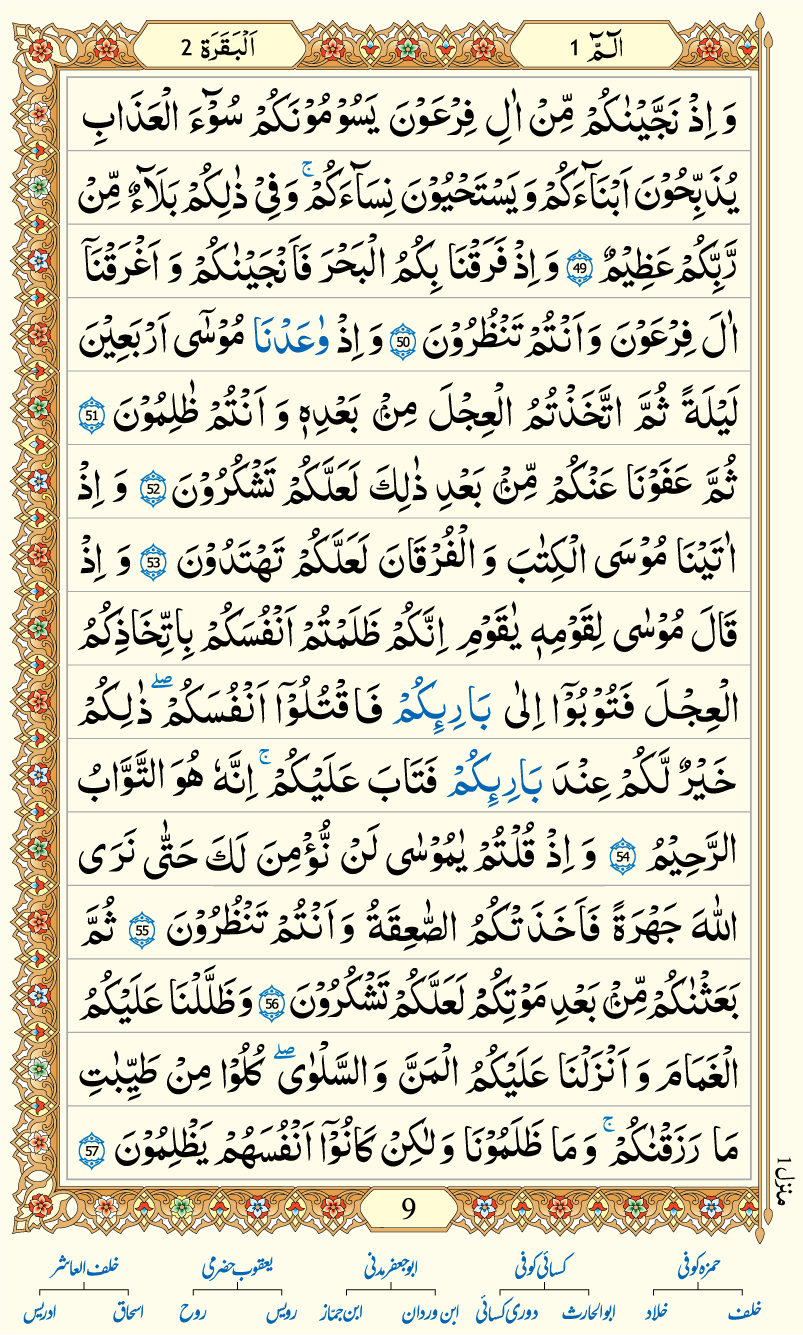 الٓمّٓ 1
اَلْبَقَرَة 2
وَ اِذْ نَجَّيْنٰكُمْ مِّنْ اٰلِ فِرْعَوْنَ يَسُوْمُوْنَكُمْ سُوْٓءَ الْعَذَابِ
يُذَبِّحُوْنَ اَبْنَآءَكُمْ وَ يَسْتَحْيُوْنَ نِسَآءَكُمْ ۚ وَ فِيْ ذٰلِكُمْ بَلَآءٌ مِّنْ
رَّبِّكُمْ عَظِيْمٌ 49 وَ اِذْ فَرَقْنَا بِكُمُ الْبَحْرَ فَاَنْجَيْنٰكُمْ وَ اَغْرَقْنَاۤ
اٰلَ فِرْعَوْنَ وَ اَنْتُمْ تَنْظُرُوْنَ 50 وَ اِذْ وٰعَدْنَا مُوْسٰۤى اَرْبَعِيْنَ
لَيْلَةً ثُمَّ اتَّخَذْتُمُ الْعِجْلَ مِنْۢ بَعْدِهٖ وَ اَنْتُمْ ظٰلِمُوْنَ 51
ثُمَّ عَفَوْنَا عَنْكُمْ مِّنْۢ بَعْدِ ذٰلِكَ لَعَلَّكُمْ تَشْكُرُوْنَ 52 وَ اِذْ
اٰتَيْنَا مُوْسَى الْكِتٰبَ وَ الْفُرْقَانَ لَعَلَّكُمْ تَهْتَدُوْنَ 53 وَ اِذْ
قَالَ مُوْسٰى لِقَوْمِهٖ يٰقَوْمِ اِنَّكُمْ ظَلَمْتُمْ اَنْفُسَكُمْ بِاتِّخَاذِكُمُ
الْعِجْلَ فَتُوْبُوْۤا اِلٰى بَارِئِكُمْ فَاقْتُلُوْۤا اَنْفُسَكُمْ ۖ ذٰلِكُمْ
خَيْرٌ لَّكُمْ عِنْدَ بَارِئِكُمْ فَتَابَ عَلَيْكُمْ ۚ اِنَّهٗ هُوَ التَّوَّابُ
الرَّحِيْمُ 54 وَ اِذْ قُلْتُمْ يٰمُوْسٰى لَنْ نُّؤْمِنَ لَكَ حَتّٰى نَرَى
اللّٰهَ جَهْرَةً فَاَخَذَتْكُمُ الصّٰعِقَةُ وَ اَنْتُمْ تَنْظُرُوْنَ 55 ثُمَّ
بَعَثْنٰكُمْ مِّنْۢ بَعْدِ مَوْتِكُمْ لَعَلَّكُمْ تَشْكُرُوْنَ 56 وَ ظَلَّلْنَا عَلَيْكُمُ
الْغَمَامَ وَ اَنْزَلْنَا عَلَيْكُمُ الْمَنَّ وَ السَّلْوٰى ۖ كُلُوْا مِنْ طَيِّبٰتِ
مَا رَزَقْنٰكُمْ ۚ وَ مَا ظَلَمُوْنَا وَ لٰكِنْ كَانُوْۤا اَنْفُسَهُمْ يَظْلِمُوْنَ 57
منزل 1
9
حمزہ کوفی کسائی کوفی ابو جعفر مدنی یعقوب حضرمی خلف العاشر
خلف خلاد ابو الحارث دوری کسائی ابن وردان ابن جمّاز رویس روح اسحاق ادریس